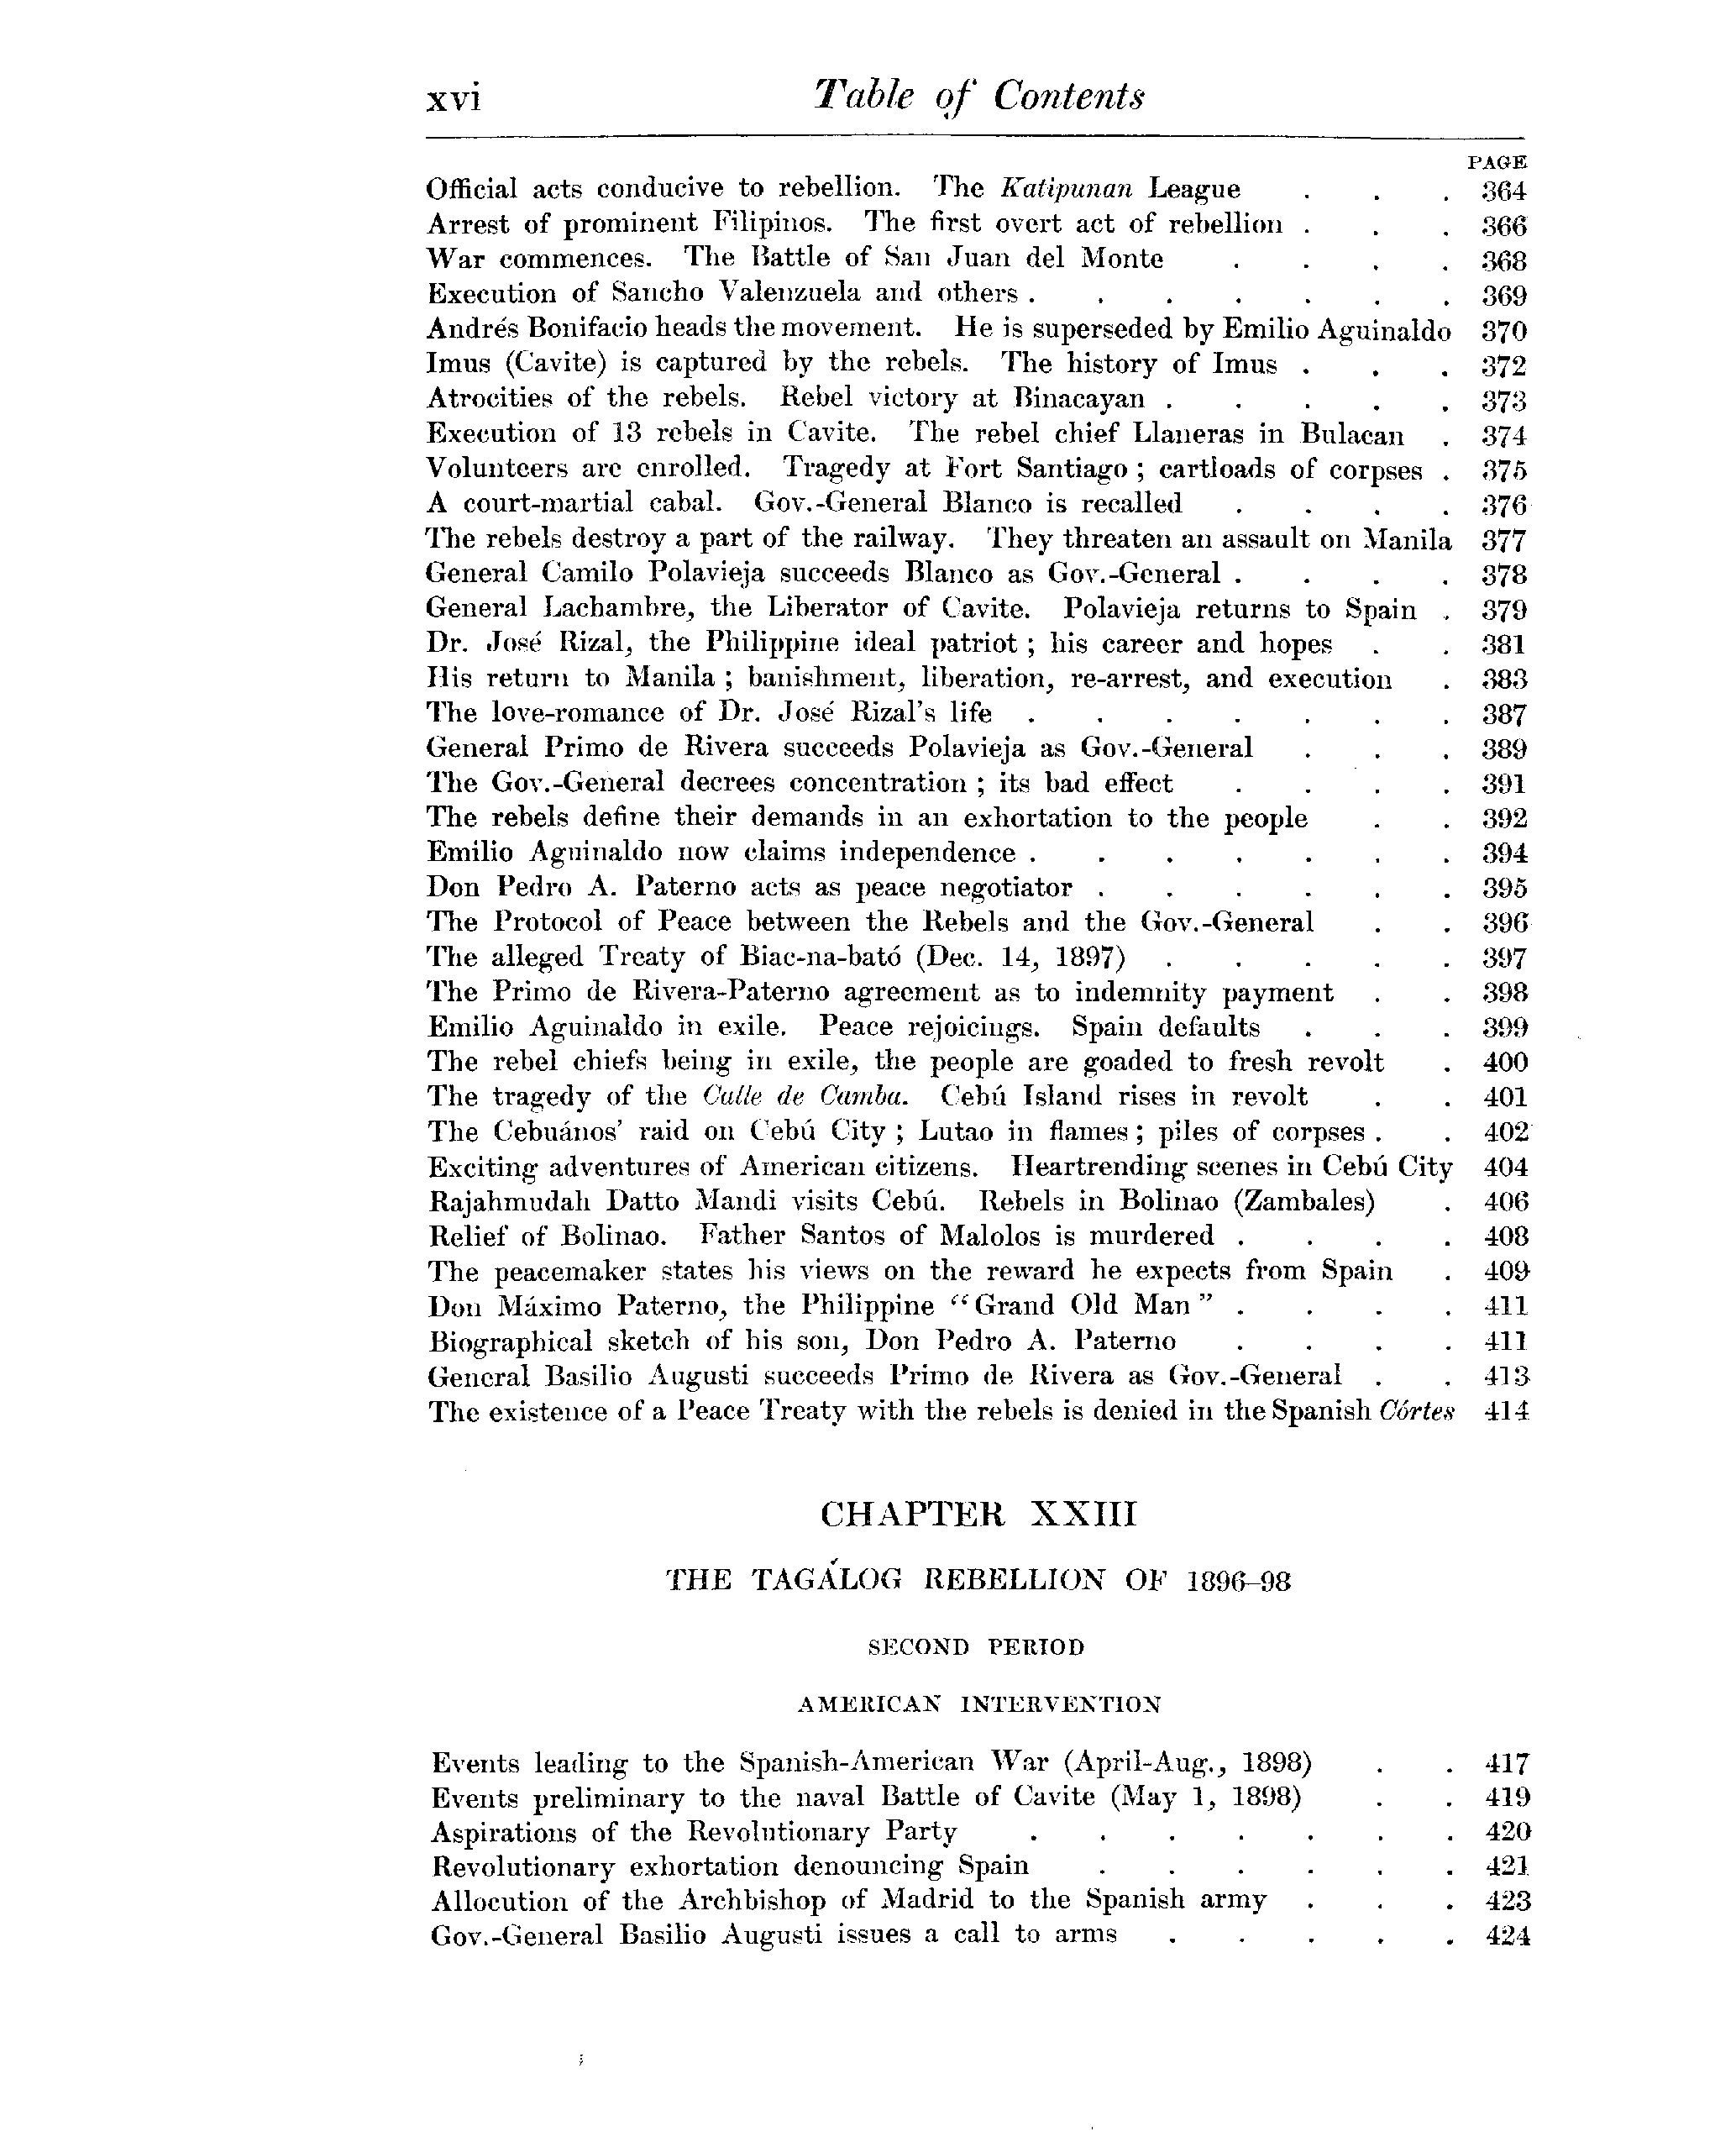 xvi Table of Contents
PAGE
Official acts conducive to rebellion. The Katipunan League . . . 364
Arrest of prominent Filipinos. The first overt act of rebellion . . . 366
War commences. The Battle of San Juan del Monte . . . . 368
Execution of Sancho Valenzuela and others . . . . . . . 369
Andrés Bonifacio heads the movement. He is superseded by Emilio Aguinaldo 370
Imus (Cavite) is captured by the rebels. The history of Imus . . . 372
Atrocities of the rebels. Rebel victory at Binacayan . . . . . 373
Execution of 13 rebels in Cavite. The rebel chief Llaneras in Bulacan . 374
Volunteers are enrolled. Tragedy at Fort Santiago ; cartloads of corpses . 375
A court-martial cabal. Gov.-General Blanco is recalled . . . . 376
The rebels destroy a part of the railway. They threaten an assault on Manila 377
General Camilo Polavieja succeeds Blanco as Gov.-General . . . . 378
General Lachambre, the Liberator of Cavite. Polavieja returns to Spain . 379
Dr. José Rizal, the Philippine ideal patriot ; his career and hopes . . 381
His return to Manila ; banishment, liberation, re-arrest, and execution . 383
The love-romance of Dr. José Rizal's life . . . . . . . 387
General Primo de Rivera succeeds Polavieja as Gov.-General . . . 389
The Gov.-General decrees concentration ; its bad effect . . . . 391
The rebels define their demands in an exhortation to the people . . 392
Emilio Aguinaldo now claims independence . . . . . . . 394
Don Pedro A. Paterno acts as peace negotiator . . . . . . 395
The Protocol of Peace between the Rebels and the Gov.-General . . 396
The alleged Treaty of Biac-na-bató (Dec. 14, 1897) . . . . . 397
The Primo de Rivera-Paterno agreement as to indemnity payment . . 398
Emilio Aguinaldo in exile. Peace rejoicings. Spain defaults . . . 399
The rebel chiefs being in exile, the people are goaded to fresh revolt . 400
The tragedy of the Calle de Camba. Cebú Island rises in revolt . . 401
The Cebuános' raid on Cebú City ; Lutao in flames ; piles of corpses . . 402
Exciting adventures of American citizens. Heartrending scenes in Cebú City 404
Rajahmudah Datto Mandi visits Cebú. Rebels in Bolinao (Zambales) . 406
Relief of Bolinao. Father Santos of Malolos is murdered . . . . 408
The peacemaker states his views on the reward he expects from Spain . 409
Don Máximo Paterno, the Philippine "Grand Old Man" . . . . 411
Biographical sketch of his son, Don Pedro A. Paterno . . . . 411
General Basilio Augusti succeeds Primo de Rivera as Gov.-General . . 413
The existence of a Peace Treaty with the rebels is denied in the Spanish Córtes 414
CHAPTER XXIII
THE TAGÁLOG REBELLION OF 1896–98
SECOND PERIOD
AMERICAN INTERVENTION
Events leading to the Spanish-American War (April-Aug., 1898) . . 417
Events preliminary to the naval Battle of Cavite (May 1, 1898) . . 419
Aspirations of the Revolutionary Party . . . . . . . 420
Revolutionary exhortation denouncing Spain . . . . . . 421
Allocution of the Archbishop of Madrid to the Spanish army . . . 423
Gov.-General Basilio Augusti issues a call to arms . . . . . 424